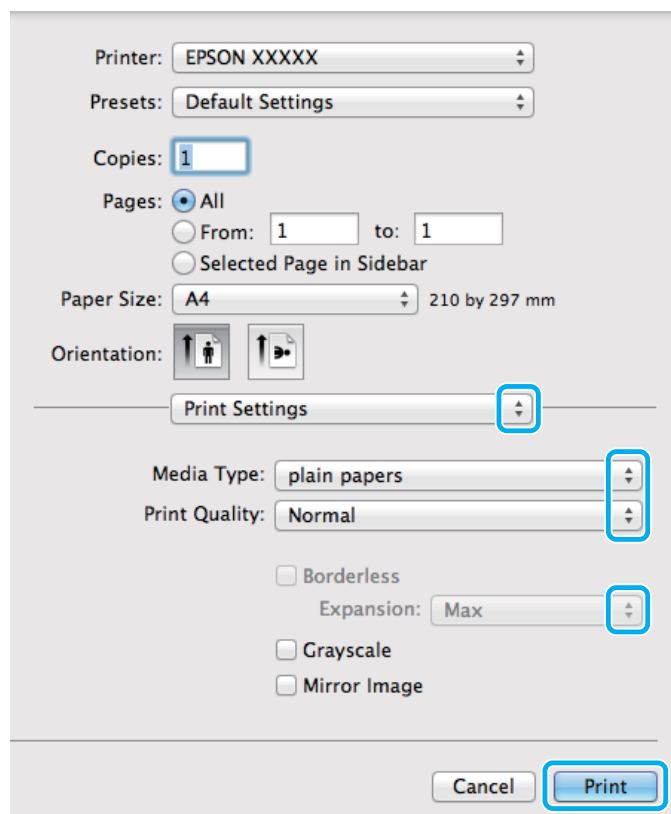 Printer: EPSON XXXXX
Presets: Default Settings
Copies: 1
Pages: All
From: 1 to: 1
Selected Page in Sidebar
Paper Size: A4 210 by 297 mm
Orientation:
Print Settings
Media Type: plain papers
Print Quality: Normal
Borderless
Expansion: Max
Grayscale
Mirror Image
Cancel Print